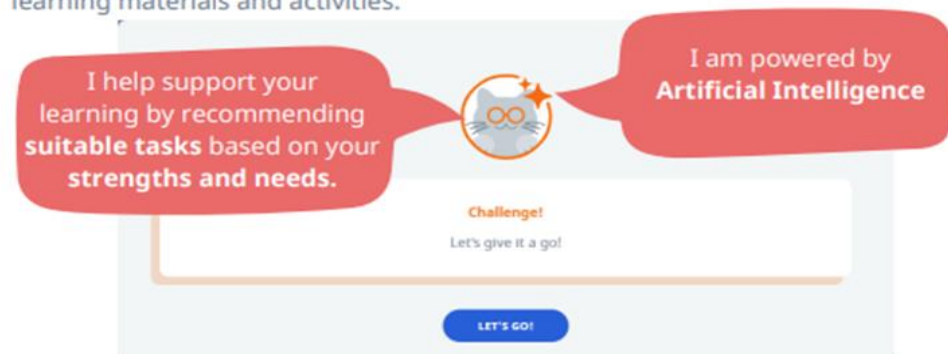 learning materials and activities.
I help support your
learning by recommending
suitable tasks based on your
strengths and needs.
I am powered by
Artificial Intelligence
Challenge!
Let's give it a go!
LET'S GO!